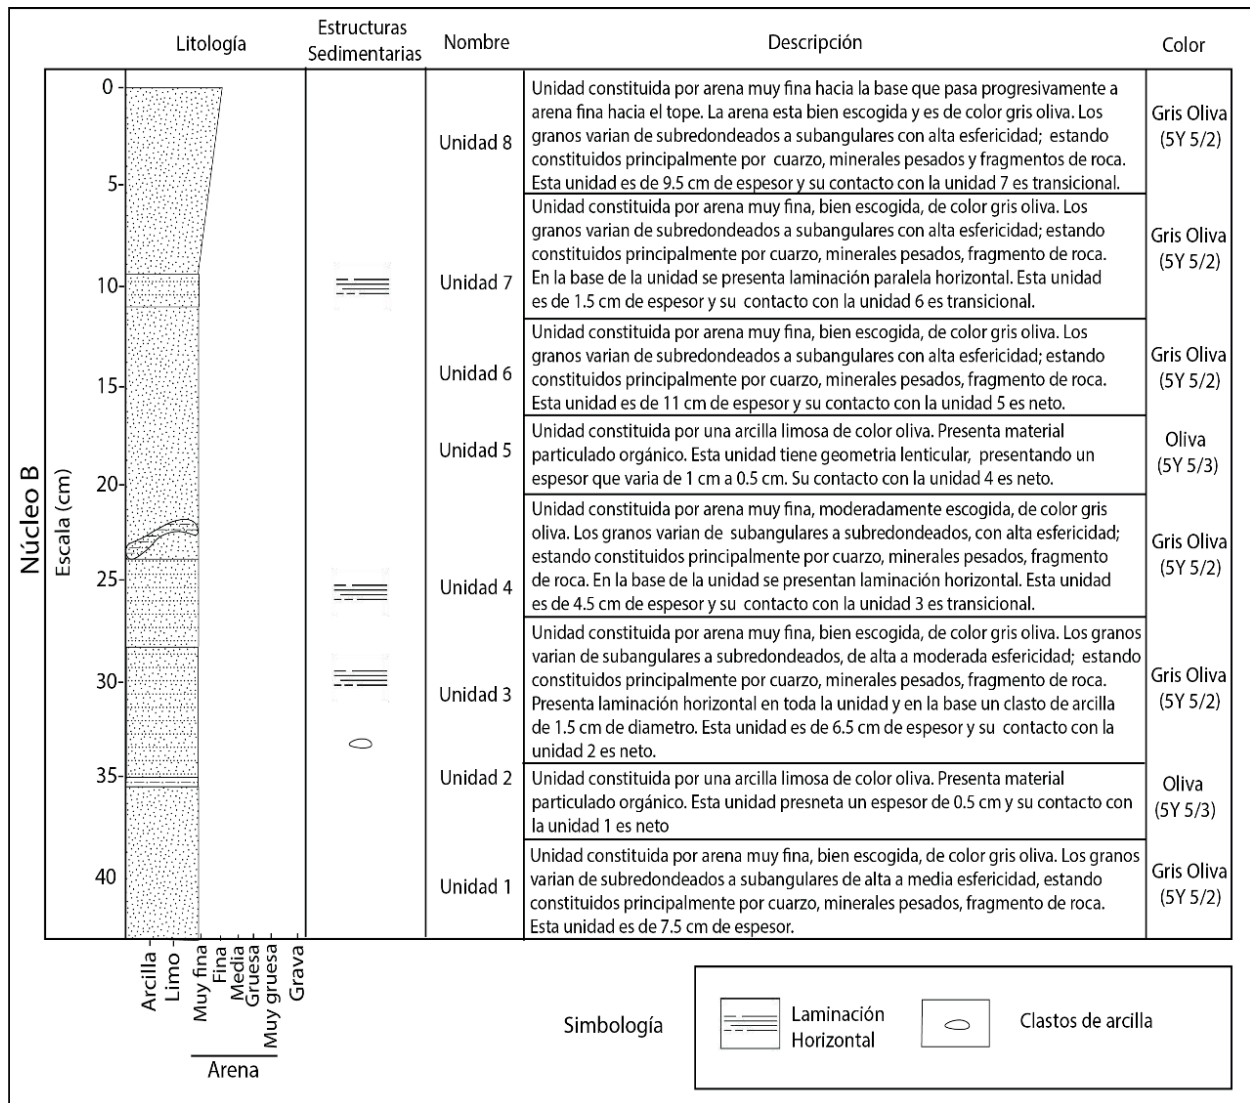 Litología
Estructuras
Sedimentarias
Nombre
Descripción
Color
Núcleo B
Escala (cm)
0
5
10
15
20
25
30
35
40
Unidad 8
Unidad constituida por arena muy fina hacia la base que pasa progresivamente a
arena fina hacia el tope. La arena esta bien escogida y es de color gris oliva. Los
granos varian de subredondeados a subangulares con alta esfericidad; estando
constituidos principalmente por cuarzo, minerales pesados y fragmentos de roca.
Esta unidad es de 9.5 cm de espesor y su contacto con la unidad 7 es transicional.
Gris Oliva
(5Y 5/2)
Unidad 7
Unidad constituida por arena muy fina, bien escogida, de color gris oliva. Los
granos varian de subredondeados a subangulares con alta esfericidad; estando
constituidos principalmente por cuarzo, minerales pesados, fragmento de roca.
En la base de la unidad se presenta laminación paralela horizontal. Esta unidad
es de 1.5 cm de espesor y su contacto con la unidad 6 es transicional.
Gris Oliva
(5Y 5/2)
Unidad 6
Unidad constituida por arena muy fina, bien escogida, de color gris oliva. Los
granos varian de subredondeados a subangulares con alta esfericidad; estando
constituidos principalmente por cuarzo, minerales pesados, fragmento de roca.
Esta unidad es de 11 cm de espesor y su contacto con la unidad 5 es neto.
Gris Oliva
(5Y 5/2)
Unidad 5
Unidad constituida por una arcilla limosa de color oliva. Presenta material
particulado orgánico. Esta unidad tiene geometria lenticular, presentando un
espesor que varia de 1 cm a 0.5 cm. Su contacto con la unidad 4 es neto.
Oliva
(5Y 5/3)
Unidad 4
Unidad constituida por arena muy fina, moderadamente escogida, de color gris
oliva. Los granos varian de subangulares a subredondeados, con alta esfericidad;
estando constituidos principalmente por cuarzo, minerales pesados, fragmento
de roca. En la base de la unidad se presentan laminación horizontal. Esta unidad
es de 4.5 cm de espesor y su contacto con la unidad 3 es transicional.
Gris Oliva
(5Y 5/2)
Unidad 3
Unidad constituida por arena muy fina, bien escogida, de color gris oliva. Los granos
varian de subangulares a subredondeados, de alta a moderada esfericidad; estando
constituidos principalmente por cuarzo, minerales pesados, fragmento de roca.
Presenta laminación horizontal en toda la unidad y en la base un clasto de arcilla
de 1.5 cm de diametro. Esta unidad es de 6.5 cm de espesor y su contacto con la
unidad 2 es neto.
Gris Oliva
(5Y 5/2)
Unidad 2
Unidad constituida por una arcilla limosa de color oliva. Presenta material
particulado orgánico. Esta unidad presneta un espesor de 0.5 cm y su contacto con
la unidad 1 es neto
Oliva
(5Y 5/3)
Unidad 1
Unidad constituida por arena muy fina, bien escogida, de color gris oliva. Los granos
varian de subredondeados a subangulares de alta a media esfericidad, estando
constituidos principalmente por cuarzo, minerales pesados, fragmento de roca.
Esta unidad es de 7.5 cm de espesor.
Gris Oliva
(5Y 5/2)
Arcilla
Limo
Muy fina
Fina
Media
Gruesa
Muy gruesa
Grava
Arena
Simbología
Laminación
Horizontal
Clastos de arcilla